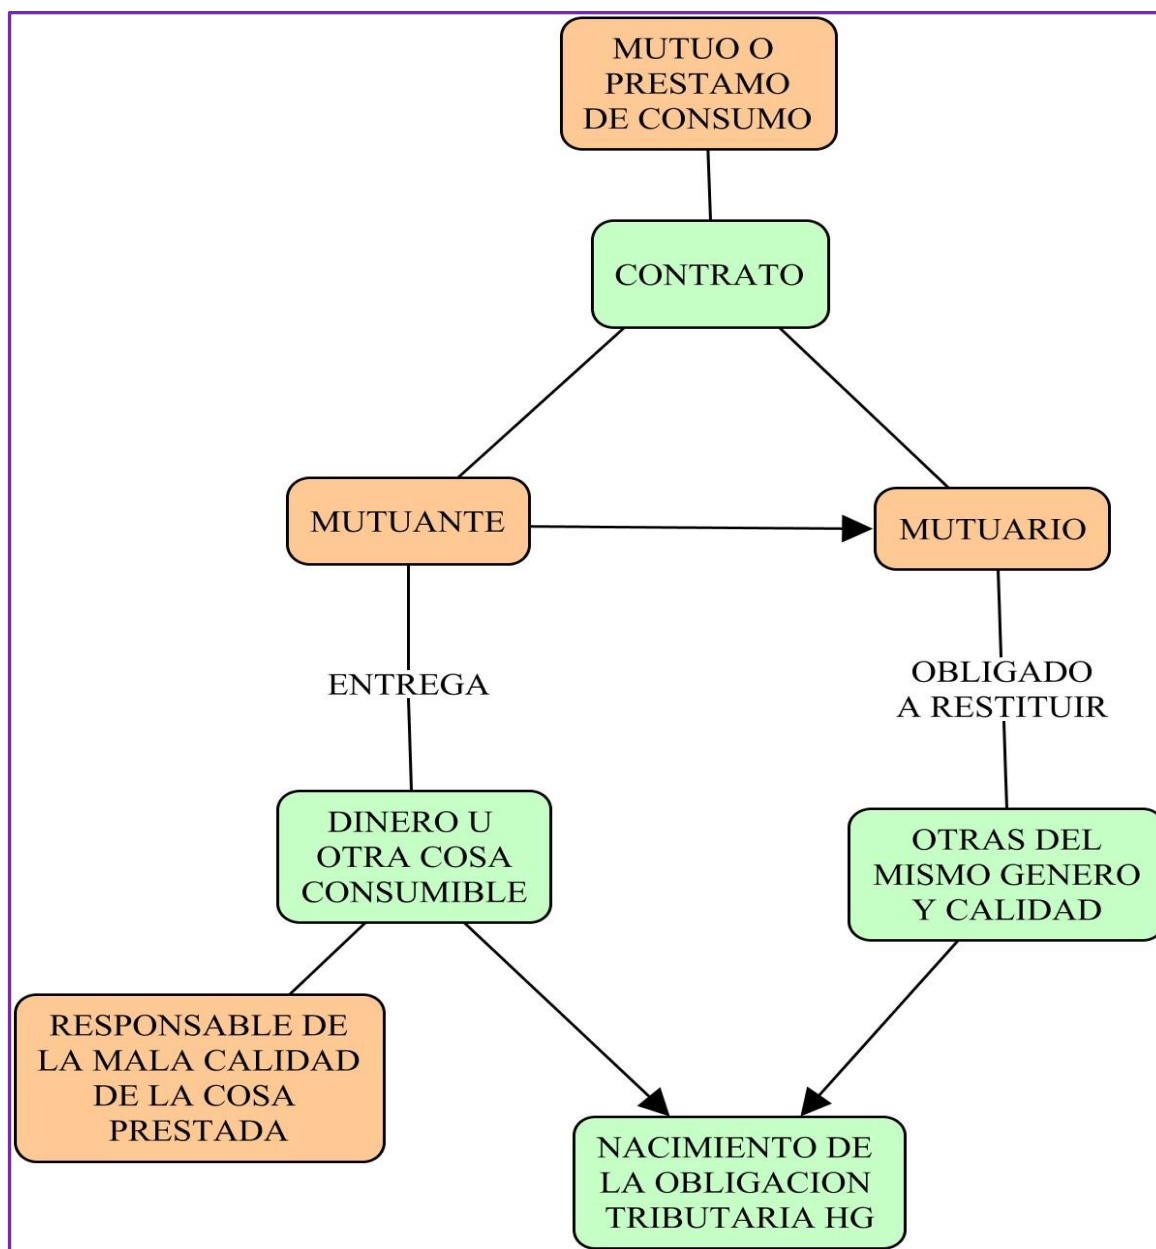 MUTUO O
PRESTAMO
DE CONSUMO
CONTRATO
MUTUANTE
MUTUARIO
ENTREGA
OBLIGADO
A RESTITUIR
DINERO U
OTRA COSA
CONSUMIBLE
OTRAS DEL
MISMO GENERO
Y CALIDAD
RESPONSABLE DE
LA MALA CALIDAD
DE LA COSA
PRESTADA
NACIMIENTO DE
LA OBLIGACION
TRIBUTARIA HG